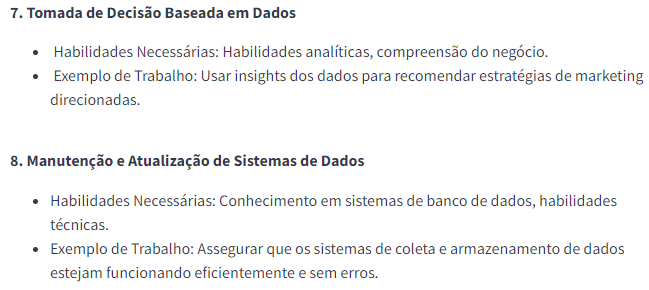 7. Tomada de Decisão Baseada em Dados
• Habilidades Necessárias: Habilidades analíticas, compreensão do negócio.
• Exemplo de Trabalho: Usar insights dos dados para recomendar estratégias de marketing
direcionadas.
8. Manutenção e Atualização de Sistemas de Dados
• Habilidades Necessárias: Conhecimento em sistemas de banco de dados, habilidades
técnicas.
• Exemplo de Trabalho: Assegurar que os sistemas de coleta e armazenamento de dados
estejam funcionando eficientemente e sem erros.